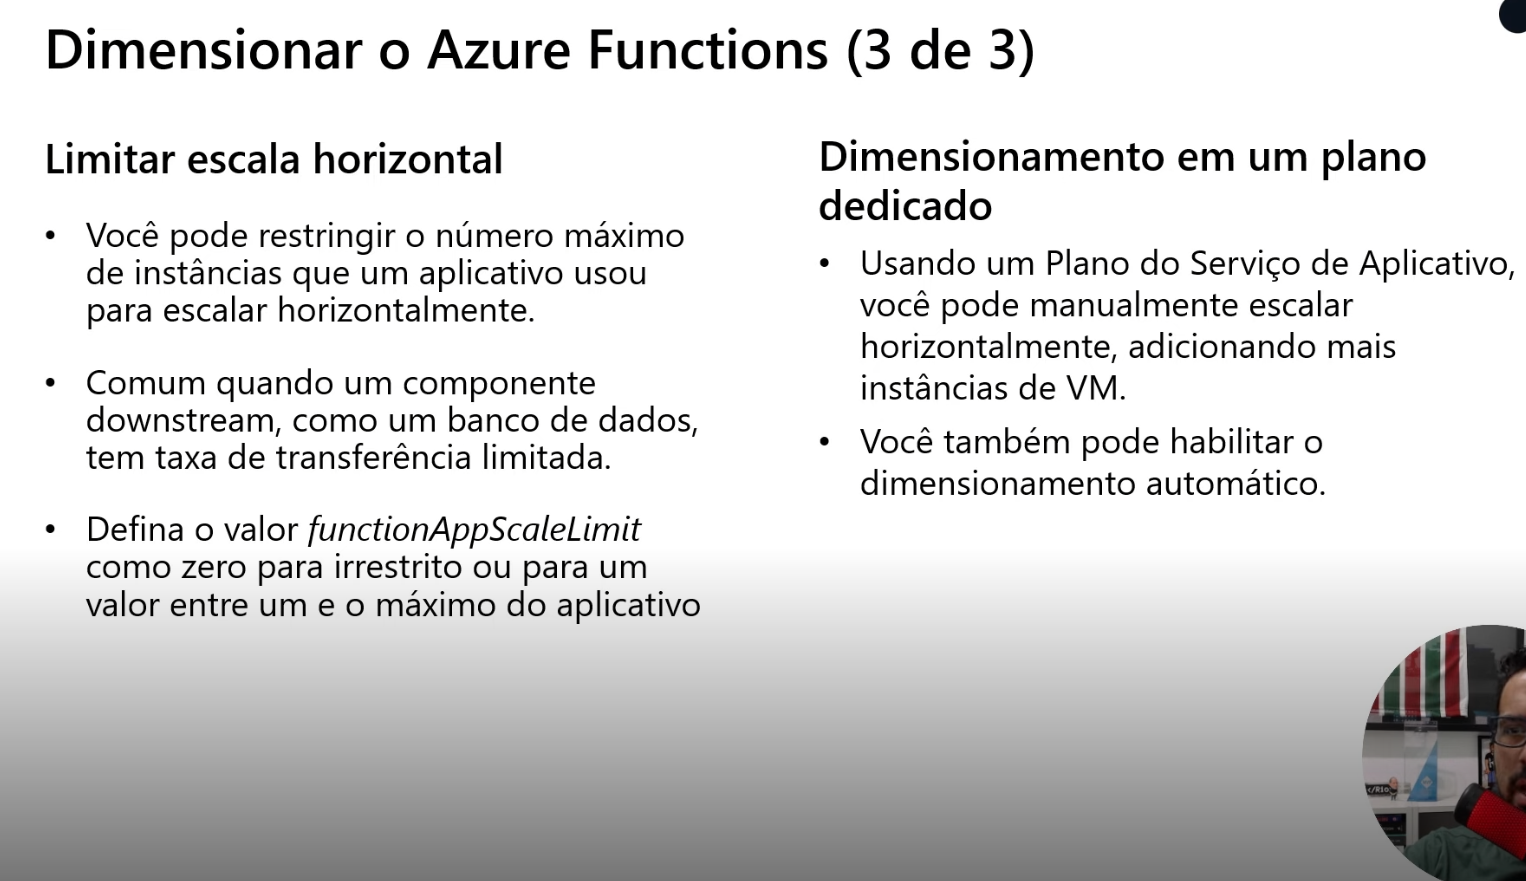 Dimensionar o Azure Functions (3 de 3)
Limitar escala horizontal
• Você pode restringir o número máximo
de instâncias que um aplicativo usou
para escalar horizontalmente.
• Comum quando um componente
downstream, como um banco de dados,
tem taxa de transferência limitada.
• Defina o valor functionAppScaleLimit
como zero para irrestrito ou para um
valor entre um e o máximo do aplicativo
Dimensionamento em um plano
dedicado
• Usando um Plano do Serviço de Aplicativo,
você pode manualmente escalar
horizontalmente, adicionando mais
instâncias de VM.
• Você também pode habilitar o
dimensionamento automático.